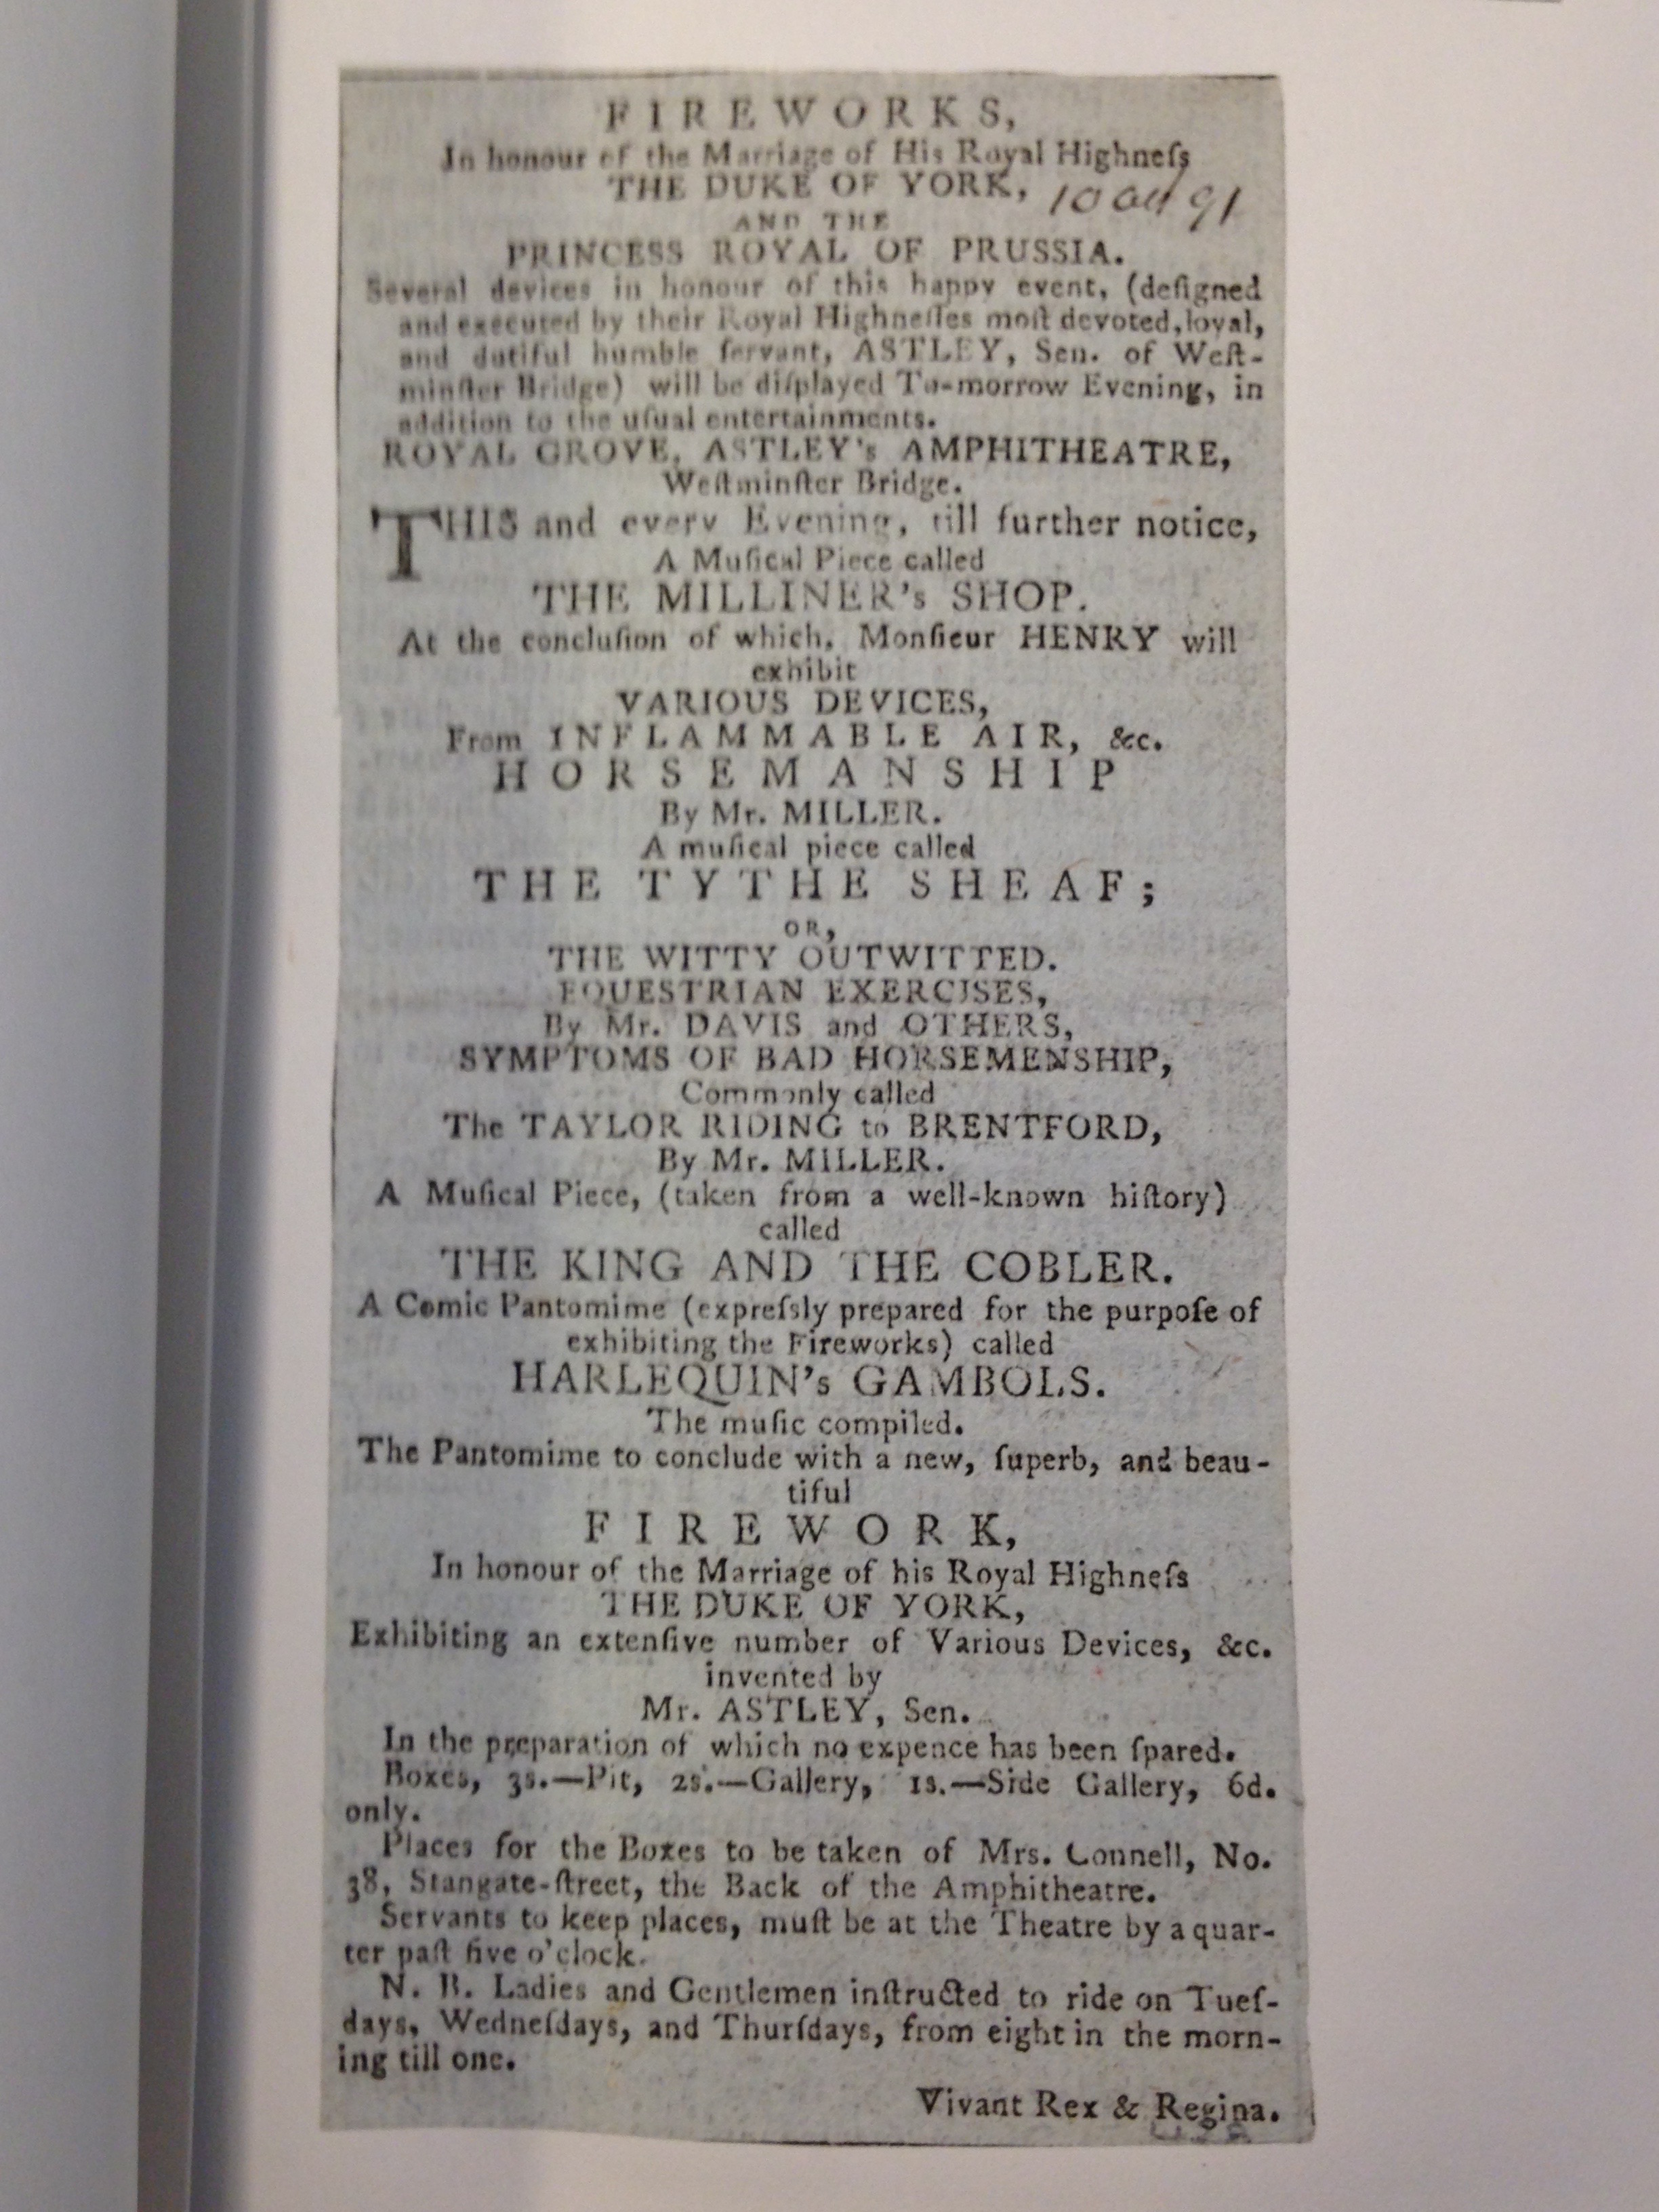 FIREWORKS,
In honour of the Marriage of His Royal Highneſs
THE DUKE OF YORK, 10 Oct 91
AND THE
PRINCESS ROYAL OF PRUSSIA.
Several devices in honour of this happy event, (deſigned
and executed by their Royal Highneſſes moſt devoted, loyal,
and dutiful humble ſervant, ASTLEY, Sen. of Weſt-
minſter Bridge) will be diſplayed To-morrow Evening, in
addition to the uſual entertainments.
ROYAL GROVE, ASTLEY's AMPHITHEATRE,
Weſtminſter Bridge.
THIS and every Evening, till further notice,
A Muſical Piece called
THE MILLINER's SHOP.
At the concluſion of which, Monſieur HENRY will
exhibit
VARIOUS DEVICES,
From INFLAMMABLE AIR, &c.
HORSEMANSHIP
By Mr. MILLER.
A muſical piece called
THE TYTHE SHEAF;
OR,
THE WITTY OUTWITTED.
EQUESTRIAN EXERCISES,
By Mr. DAVIS and OTHERS,
SYMPTOMS OF BAD HORSEMENSHIP,
Commonly called
The TAYLOR RIDING to BRENTFORD,
By Mr. MILLER.
A Muſical Piece, (taken from a well-known hiſtory)
called
THE KING AND THE COBLER.
A Comic Pantomime (expreſsly prepared for the purpoſe of
exhibiting the Fireworks) called
HARLEQUIN's GAMBOLS.
The muſic compiled.
The Pantomime to conclude with a new, ſuperb, and beau-
tiful
FIREWORK,
In honour of the Marriage of his Royal Highneſs
THE DUKE OF YORK,
Exhibiting an extenſive number of Various Devices, &c.
invented by
Mr. ASTLEY, Sen.
In the preparation of which no expence has been ſpared.
Boxes, 3s.—Pit, 2s.—Gallery, 1s.—Side Gallery, 6d.
only.
Places for the Boxes to be taken of Mrs. Connell, No.
38, Stangate-ſtreet, the Back of the Amphitheatre.
Servants to keep places, muſt be at the Theatre by a quar-
ter paſt five o'clock.
N. B. Ladies and Gentlemen inſtructed to ride on Tueſ-
days, Wedneſdays, and Thurſdays, from eight in the morn-
ing till one.
Vivant Rex & Regina.